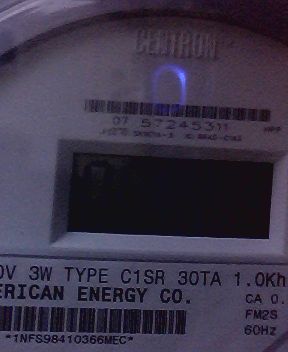 CENTRON
07 57245311
0V 3W TYPE C1SR 30TA 1.0Kh
ERICAN ENERGY CO.
CA 0.
FM2S
60Hz
*1NFS98410366MEC*